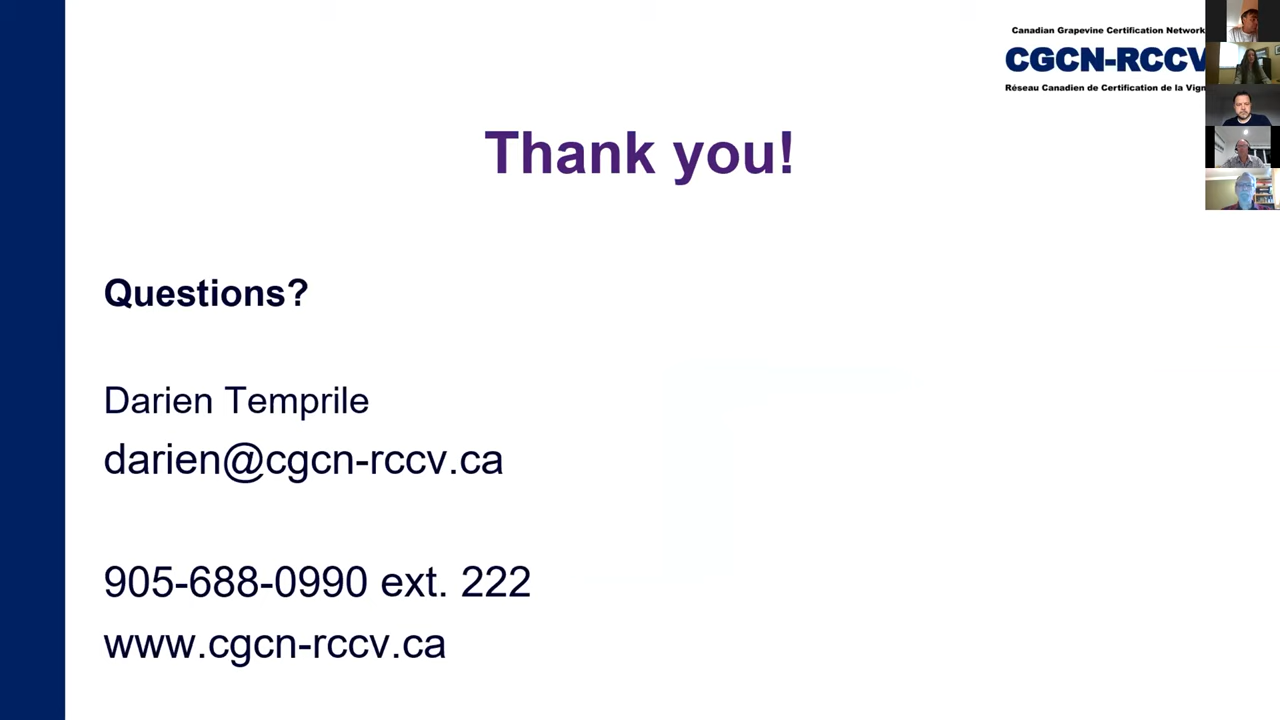 Canadian Grapevine Certification Network
CGCN-RCCV
Réseau Canadien de Certification de la Vign
Thank you!
Questions?
Darien Temprile
darien@cgcn-rccv.ca
905-688-0990 ext. 222
www.cgcn-rccv.ca